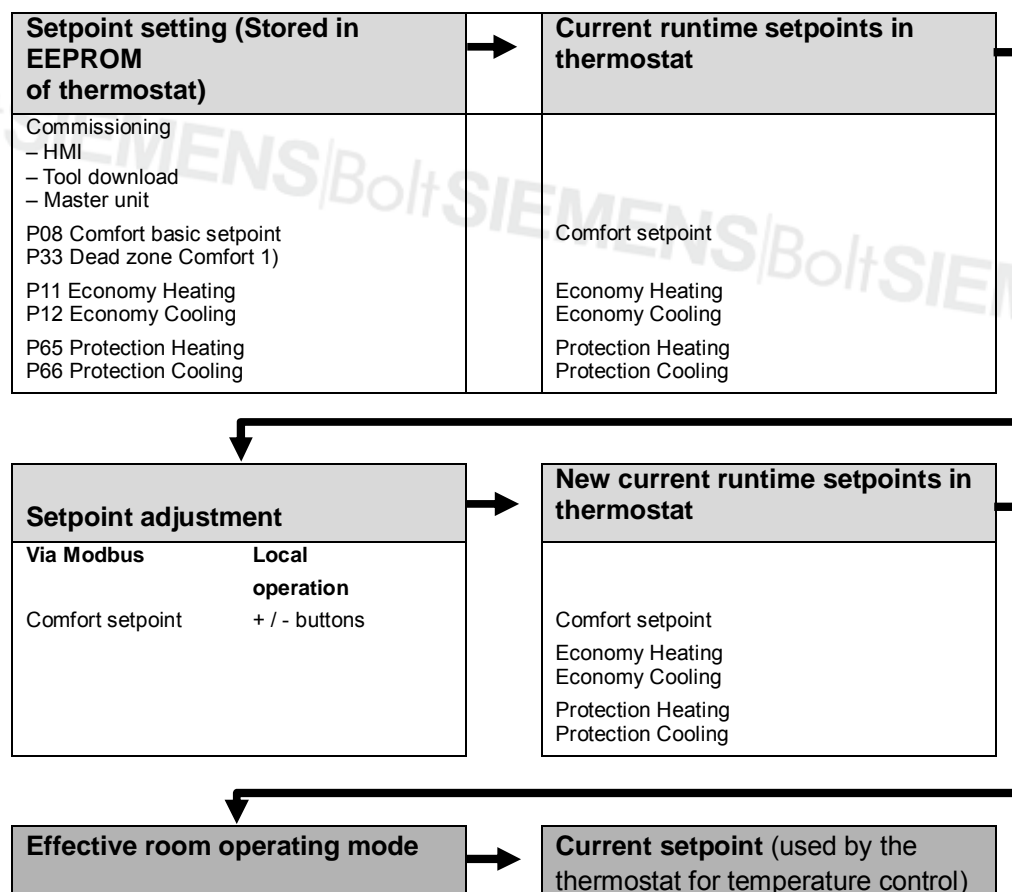 Setpoint setting (Stored in
EEPROM
of thermostat)
Current runtime setpoints in
thermostat
Commissioning
– HMI
– Tool download
– Master unit
P08 Comfort basic setpoint
P33 Dead zone Comfort 1)
P11 Economy Heating
P12 Economy Cooling
P65 Protection Heating
P66 Protection Cooling
Comfort setpoint
Economy Heating
Economy Cooling
Protection Heating
Protection Cooling
SIEMENS|BoltSIEMENS|BoltSIEM
Setpoint adjustment
New current runtime setpoints in
thermostat
Via Modbus Local
operation
Comfort setpoint + / - buttons
Comfort setpoint
Economy Heating
Economy Cooling
Protection Heating
Protection Cooling
Effective room operating mode
Current setpoint (used by the
thermostat for temperature control)